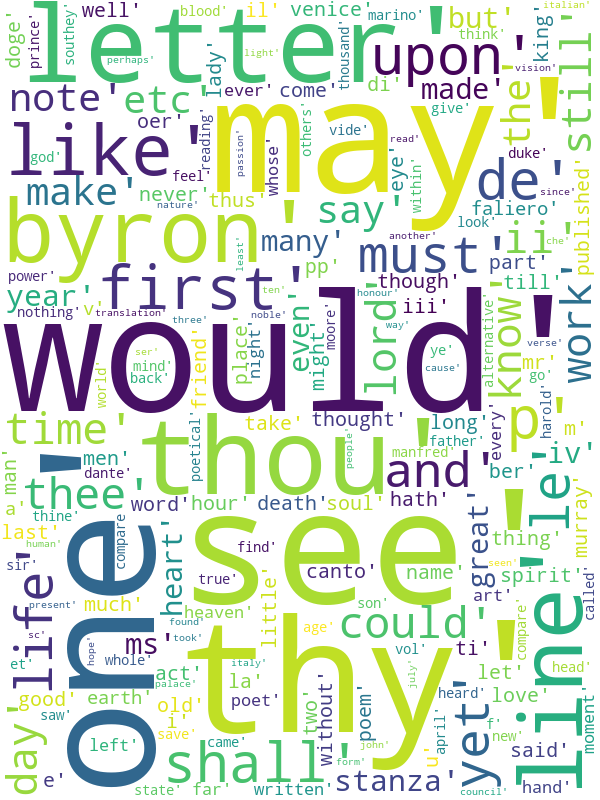 blood'
il'
venice'
marino'
italian'
well'
but'
think'
doge'
prince'
southey'
perhaps'
letter'
light'
lady'
di'
upon'
king'
vision'
still'
the'
note'
etc'
ever'
come'
thousand'
made'
give'
like'
oer'
reading'
whose'
others'
may'
vide'
read'
duke'
since'
god'
feel'
passion'
eye'
within'
de'
published'
make'
never'
thus'
say'
faliero'
nature'
look'
byron'
least'
many'
another'
ii'
che'
must'
part'
power'
pp
year'
first'
though'
till'
nothing'
v'
translation'
ten'
honour'
iii'
three'
noble'
place'
night'
even'
might'
moore'
lord'
way'
ye'
cause'
alternative'
know'
mr'
go'
verse'
work'
would'
ser'
mind'
back'
world'
friend'
harold'
time'
thou'
take'
thought'
long'
every'
p'
m'
men'
poetical'
people'
father'
manfred'
man'
a'
dante'
and'
ber'
iv'
thee'
word'
hour'
death'
soul'
hath'
le'
last'
thine'
compare'
see'
great'
thing'
murray'
human'
heart'
find'
seen'
sir'
true'
canto'
name'
spirit'
called'
life'
present'
one'
much'
found'
heaven'
little'
son'
art'
compare'
line'
sc'
hope'
took'
age'
could'
et'
whole'
ms'
thy'
vol'
ti'
let'
head'
act'
palace'
italy'
la'
july'
heard'
love'
day'
good'
earth'
old'
two'
without'
poem'
yet'
saw'
i'
poet'
april'
f'
new'
moment'
left'
save'
came'
john'
u'
said'
e'
shall'
form'
stanza'
hand'
state'
far'
written'
council'